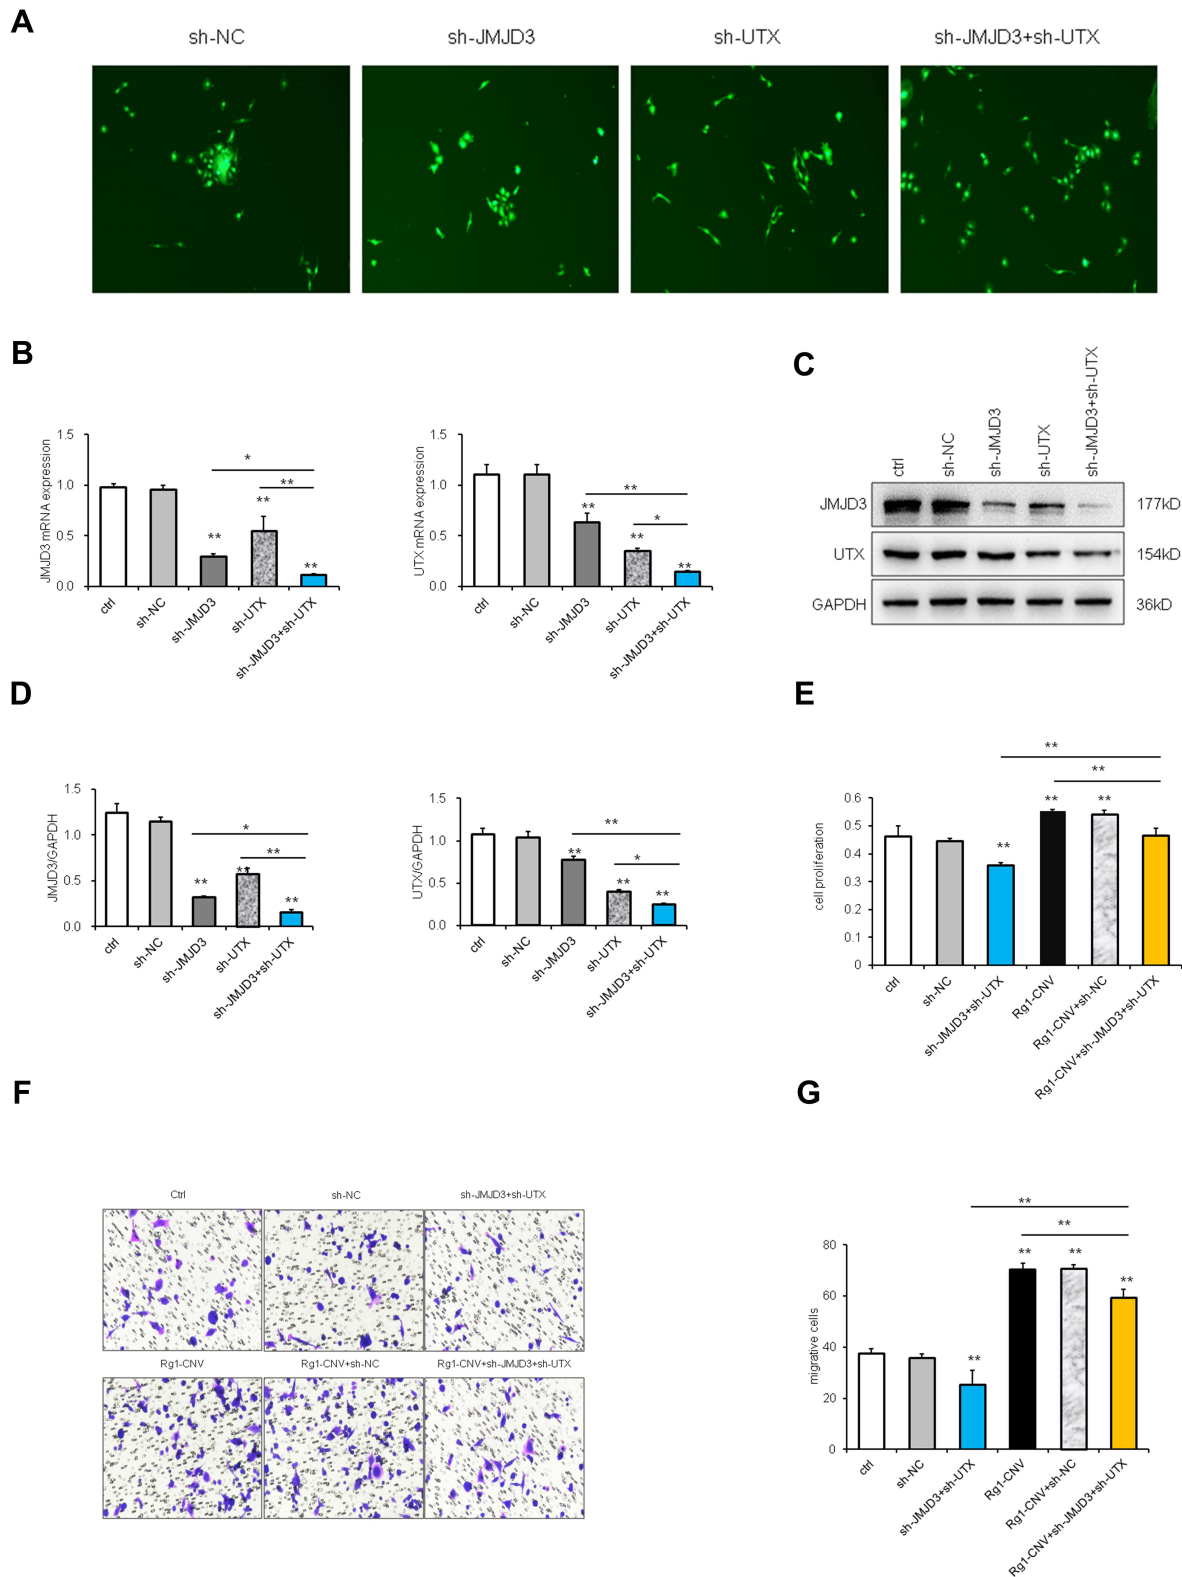 A
sh-NC
sh-JMJD3
sh-UTX
sh-JMJD3+sh-UTX
B
JMJD3 mRNA expression
1.5
1.0
0.5
0.0
*
**
**
**
**
ctrl
sh-NC
sh-JMJD3
sh-UTX
sh-JMJD3+sh-UTX
UTX mRNA expression
1.5
1.0
0.5
0.0
**
*
**
**
**
ctrl
sh-NC
sh-JMJD3
sh-UTX
sh-JMJD3+sh-UTX
C
ctrl
sh-NC
sh-JMJD3
sh-UTX
sh-JMJD3+sh-UTX
JMJD3 177kD
UTX 154kD
GAPDH 36kD
D
JMJD3/GAPDH
1.5
1.0
0.5
0.0
*
**
**
**
**
ctrl
sh-NC
sh-JMJD3
sh-UTX
sh-JMJD3+sh-UTX
UTX/GAPDH
1.5
1.0
0.5
0.0
**
*
**
**
**
ctrl
sh-NC
sh-JMJD3
sh-UTX
sh-JMJD3+sh-UTX
E
cell proliferation
0.6
0.5
0.4
0.3
0.2
0.1
0
**
**
**
**
**
ctrl
sh-NC
sh-JMJD3+sh-UTX
Rg1-CNV
Rg1-CNV+sh-NC
Rg1-CNV+sh-JMJD3+sh-UTX
F
Ctrl
sh-NC
sh-JMJD3+sh-UTX
Rg1-CNV
Rg1-CNV+sh-NC
Rg1-CNV+sh-JMJD3+sh-UTX
G
migrative cells
80
60
40
20
0
**
**
**
**
**
**
ctrl
sh-NC
sh-JMJD3+sh-UTX
Rg1-CNV
Rg1-CNV+sh-NC
Rg1-CNV+sh-JMJD3+sh-UTX